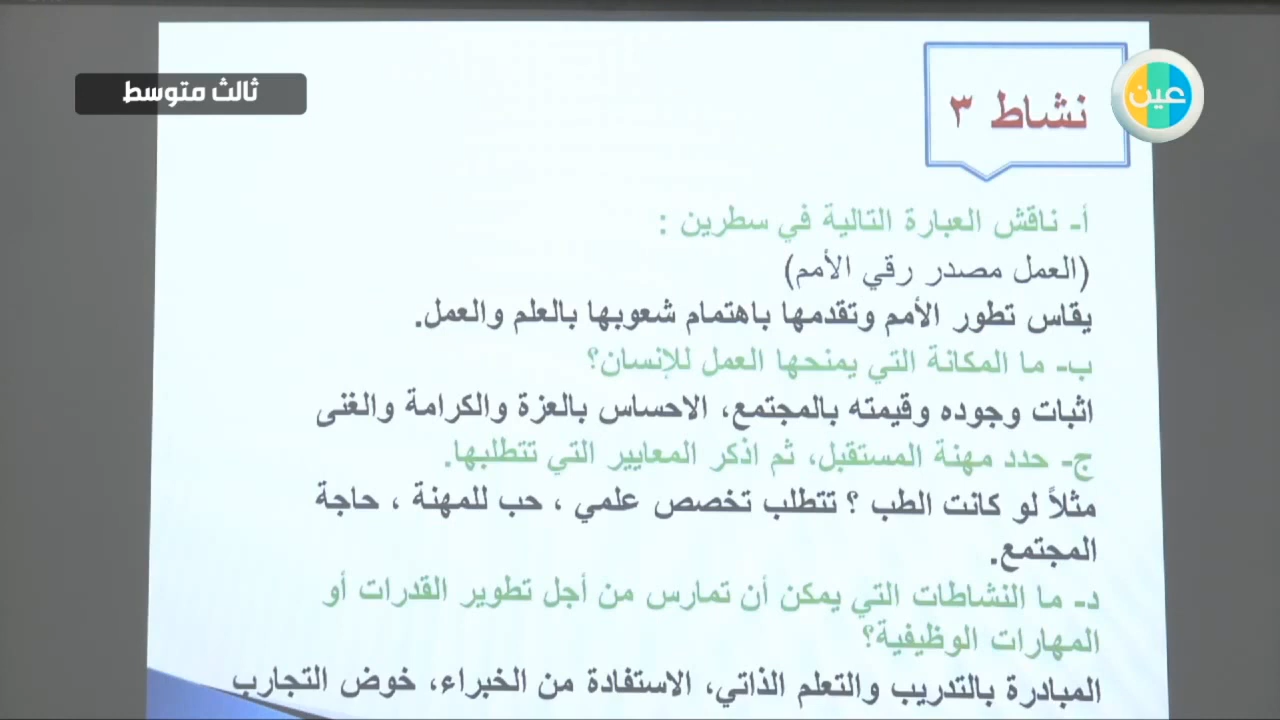 ثالث متوسط
عين
نشاط ٣
أ- ناقش العبارة التالية في سطرين :
(العمل مصدر رقي الأمم)
يقاس تطور الأمم وتقدمها باهتمام شعوبها بالعلم والعمل.
ب- ما المكانة التي يمنحها العمل للإنسان؟
اثبات وجوده وقيمته بالمجتمع، الاحساس بالعزة والكرامة والغنى
ج- حدد مهنة المستقبل، ثم اذكر المعايير التي تتطلبها.
مثلاً لو كانت الطب ؟ تتطلب تخصص علمي ، حب للمهنة ، حاجة
المجتمع.
د- ما النشاطات التي يمكن أن تمارس من أجل تطوير القدرات أو
المهارات الوظيفية؟
المبادرة بالتدريب والتعلم الذاتي، الاستفادة من الخبراء، خوض التجارب